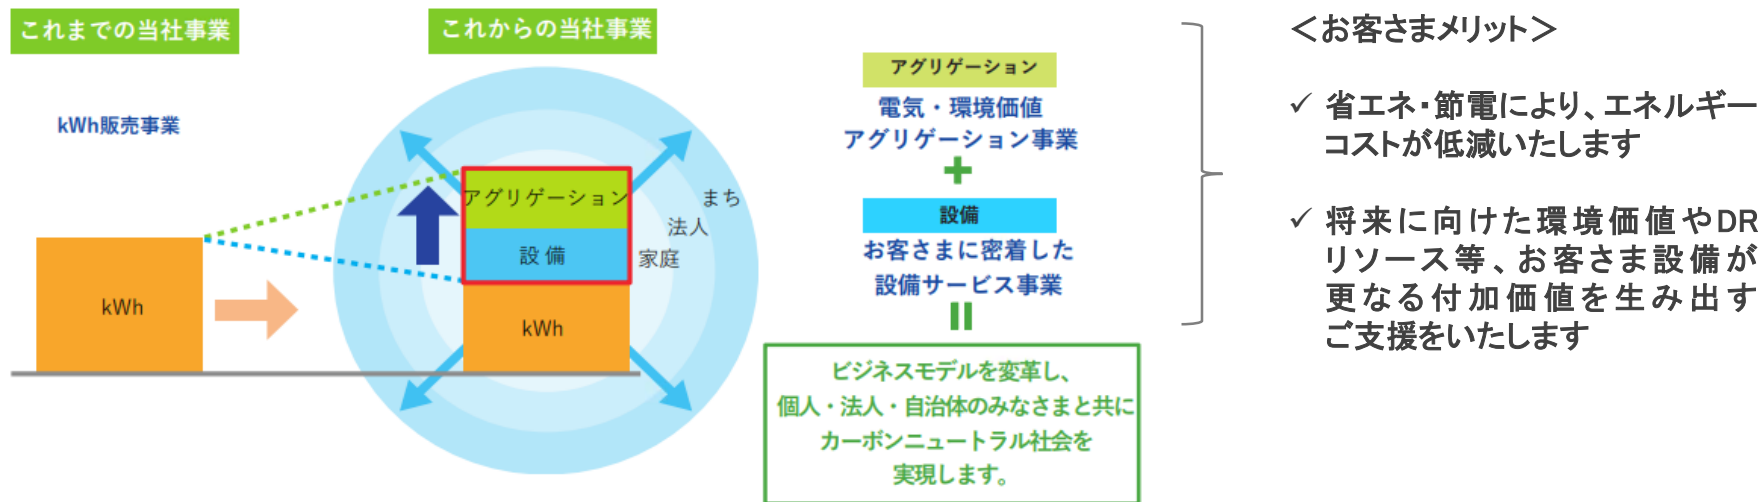 これまでの当社事業
kWh販売事業
kWh
これからの当社事業
アグリゲーション
設備
kWh
まち
法人
家庭
アグリゲーション
電気・環境価値
アグリゲーション事業
+
設備
お客さまに密着した
設備サービス事業
ビジネスモデルを変革し、
個人・法人・自治体のみなさまと共に
カーボンニュートラル社会を
実現します。
＜お客さまメリット＞
✓ 省エネ・節電により、エネルギー
コストが低減いたします
✓ 将来に向けた環境価値やDR
リソース等、お客さま設備が
更なる付加価値を生み出す
ご支援をいたします